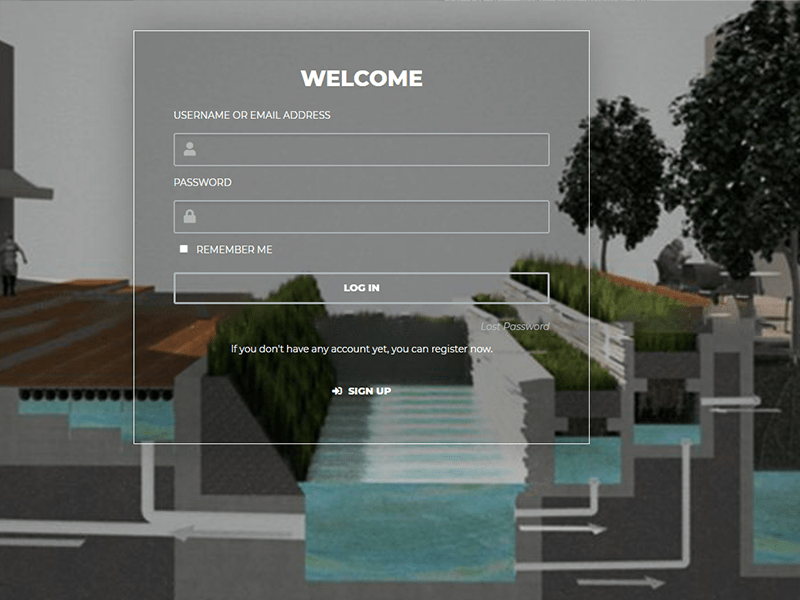 WELCOME
USERNAME OR EMAIL ADDRESS
PASSWORD
REMEMBER ME
LOG IN
Lost Password
If you don't have any account yet, you can register now.
SIGN UP